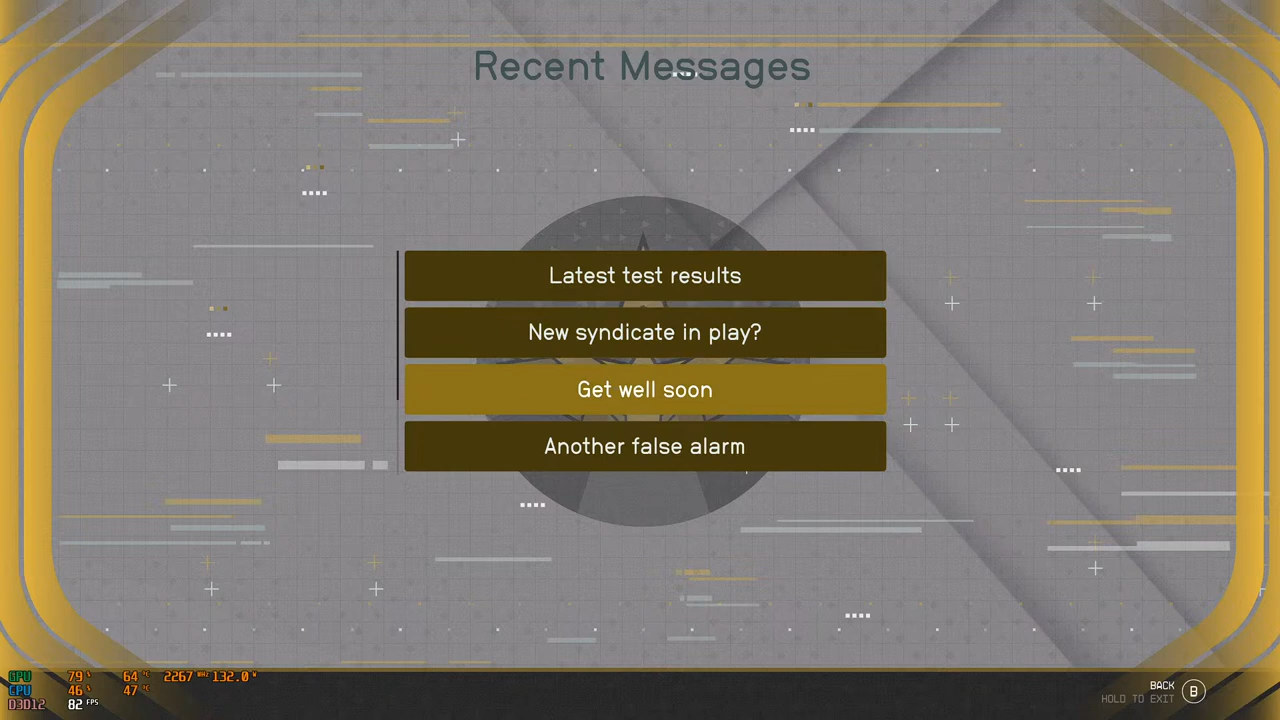 Recent Messages
Latest test results
New syndicate in play?
Get well soon
Another false alarm
GPU 79 % 64 °C 2267 MHz 132.0 W
CPU 46 % 47 °C
D3D12 82 FPS
BACK
HOLD TO EXIT
B